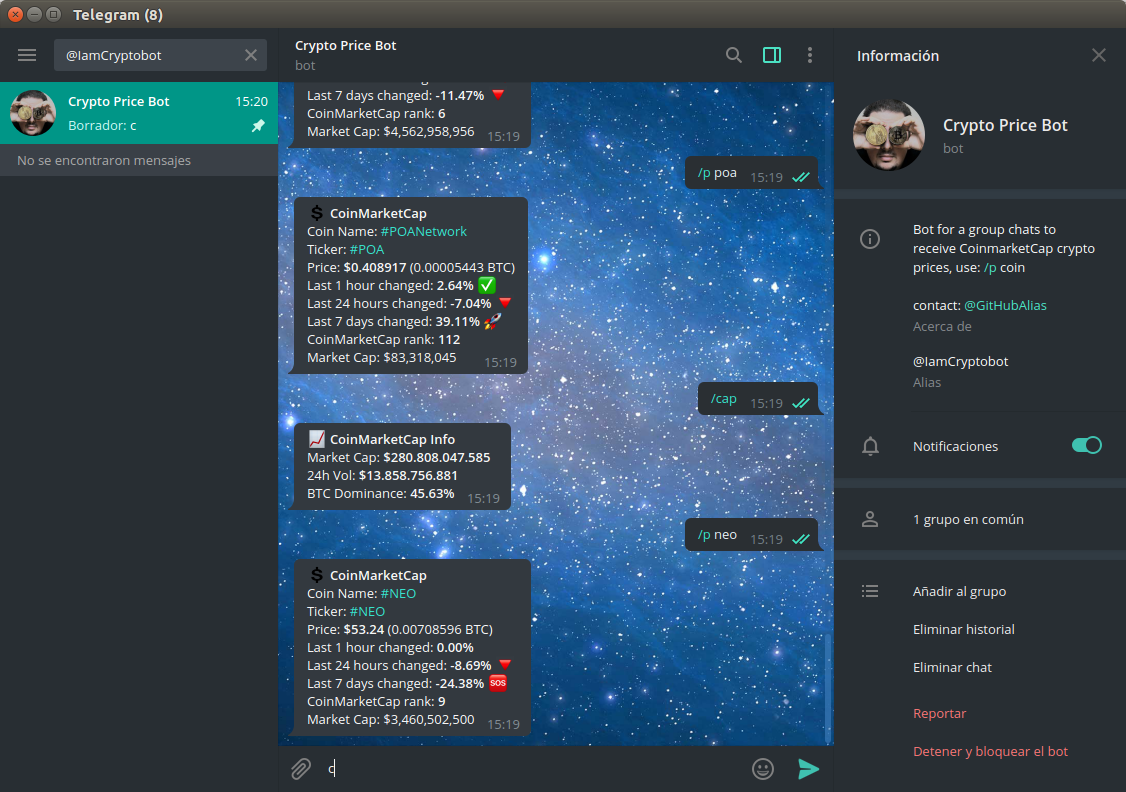 Telegram (8)
@IamCryptobot
Crypto Price Bot
15:20
Borrador: c
No se encontraron mensajes
Crypto Price Bot
bot
Last 7 days changed: -11.47% 🔻
CoinMarketCap rank: 6
Market Cap: $4,562,958,956
15:19
/p poa
15:19
💲 CoinMarketCap
Coin Name: #POANetwork
Ticker: #POA
Price: $0.408917 (0.00005443 BTC)
Last 1 hour changed: 2.64% ✅
Last 24 hours changed: -7.04% 🔻
Last 7 days changed: 39.11% 🚀
CoinMarketCap rank: 112
Market Cap: $83,318,045
15:19
/cap
15:19
📈 CoinMarketCap Info
Market Cap: $280.808.047.585
24h Vol: $13.858.756.881
BTC Dominance: 45.63%
15:19
/p neo
15:19
💲 CoinMarketCap
Coin Name: #NEO
Ticker: #NEO
Price: $53.24 (0.00708596 BTC)
Last 1 hour changed: 0.00%
Last 24 hours changed: -8.69% 🔻
Last 7 days changed: -24.38% 🆘
CoinMarketCap rank: 9
Market Cap: $3,460,502,500
15:19
c
Información
Crypto Price Bot
bot
Bot for a group chats to
receive CoinmarketCap crypto
prices, use: /p coin
contact: @GitHubAlias
Acerca de
@IamCryptobot
Alias
Notificaciones
1 grupo en común
Añadir al grupo
Eliminar historial
Eliminar chat
Reportar
Detener y bloquear el bot